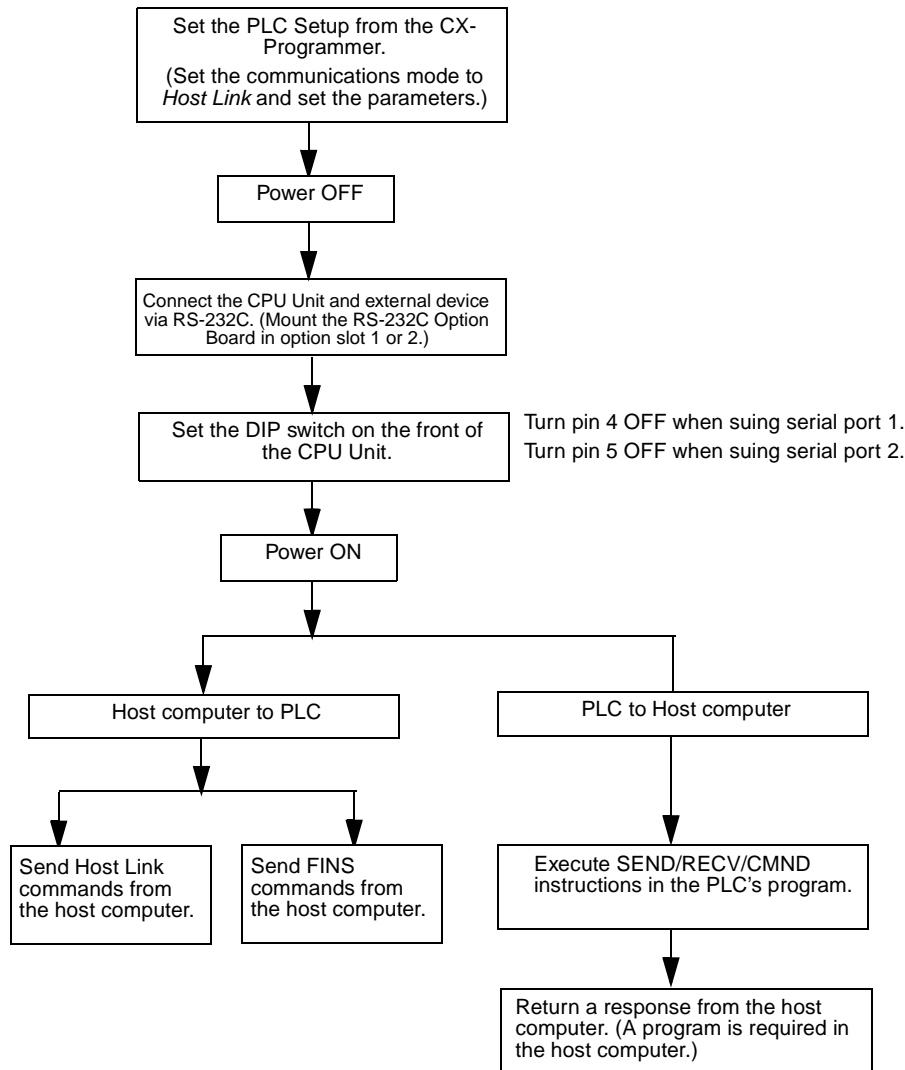 Set the PLC Setup from the CX-
Programmer.
(Set the communications mode to
Host Link and set the parameters.)
Power OFF
Connect the CPU Unit and external device
via RS-232C. (Mount the RS-232C Option
Board in option slot 1 or 2.)
Set the DIP switch on the front of
the CPU Unit.
Turn pin 4 OFF when suing serial port 1.
Turn pin 5 OFF when suing serial port 2.
Power ON
Host computer to PLC
PLC to Host computer
Send Host Link
commands from
the host computer.
Send FINS
commands from
the host computer.
Execute SEND/RECV/CMND
instructions in the PLC's program.
Return a response from the host
computer. (A program is required in
the host computer.)